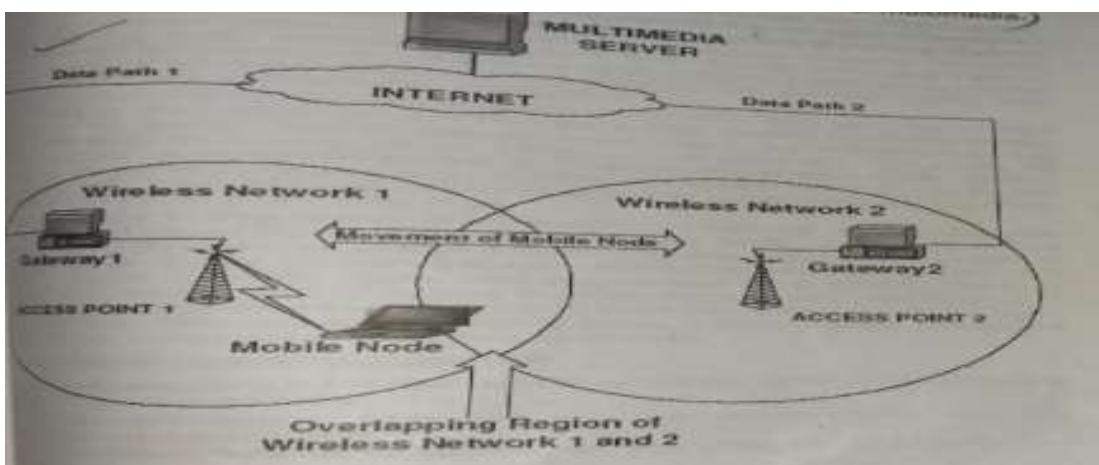 multimedia.)
MULTIMEDIA
SERVER
Data Path 1
INTERNET
Data Path 2
Wireless Network 1
Wireless Network 2
Movement of Mobile Node
Gateway 1
Gateway2
ACCESS POINT 1
ACCESS POINT 2
Mobile Node
Overlapping Region of
Wireless Network 1 and 2